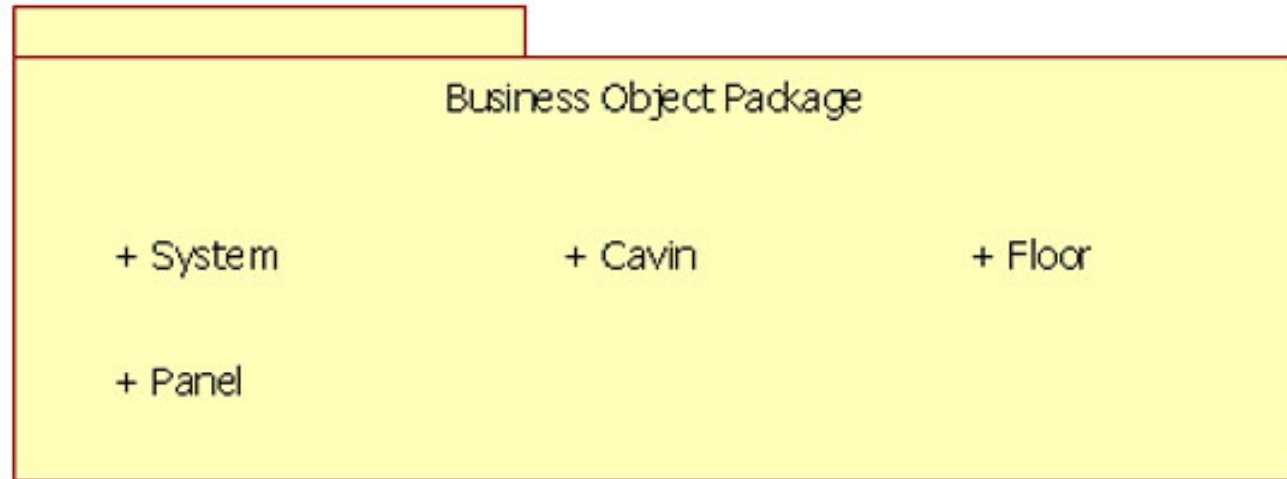 Business Object Package
+ System + Cavin + Floor
+ Panel